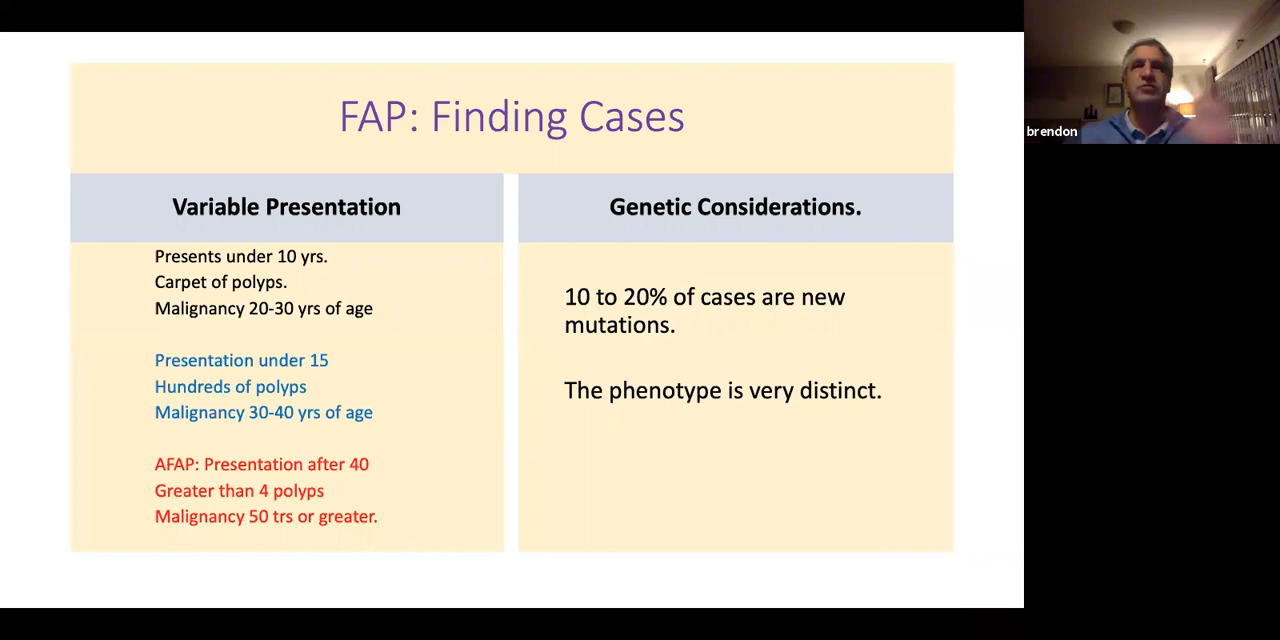 FAP: Finding Cases
Variable Presentation
Presents under 10 yrs.
Carpet of polyps.
Malignancy 20-30 yrs of age
Presentation under 15
Hundreds of polyps
Malignancy 30-40 yrs of age
AFAP: Presentation after 40
Greater than 4 polyps
Malignancy 50 trs or greater.
Genetic Considerations.
10 to 20% of cases are new
mutations.
The phenotype is very distinct.
brendon